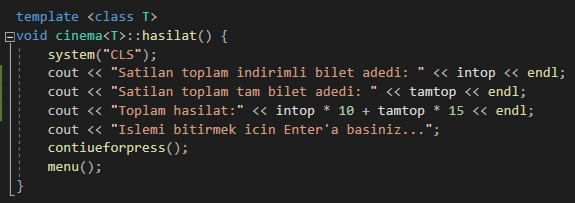 template <class T>
void cinema<T>::hasilat() {
system("CLS");
cout << "Satilan toplam indirimli bilet adedi: " << intop << endl;
cout << "Satilan toplam tam bilet adedi: " << tamtop << endl;
cout << "Toplam hasilat:" << intop * 10 + tamtop * 15 << endl;
cout << "Islemi bitirmek icin Enter'a basiniz...";
contiueforpress();
menu();
}